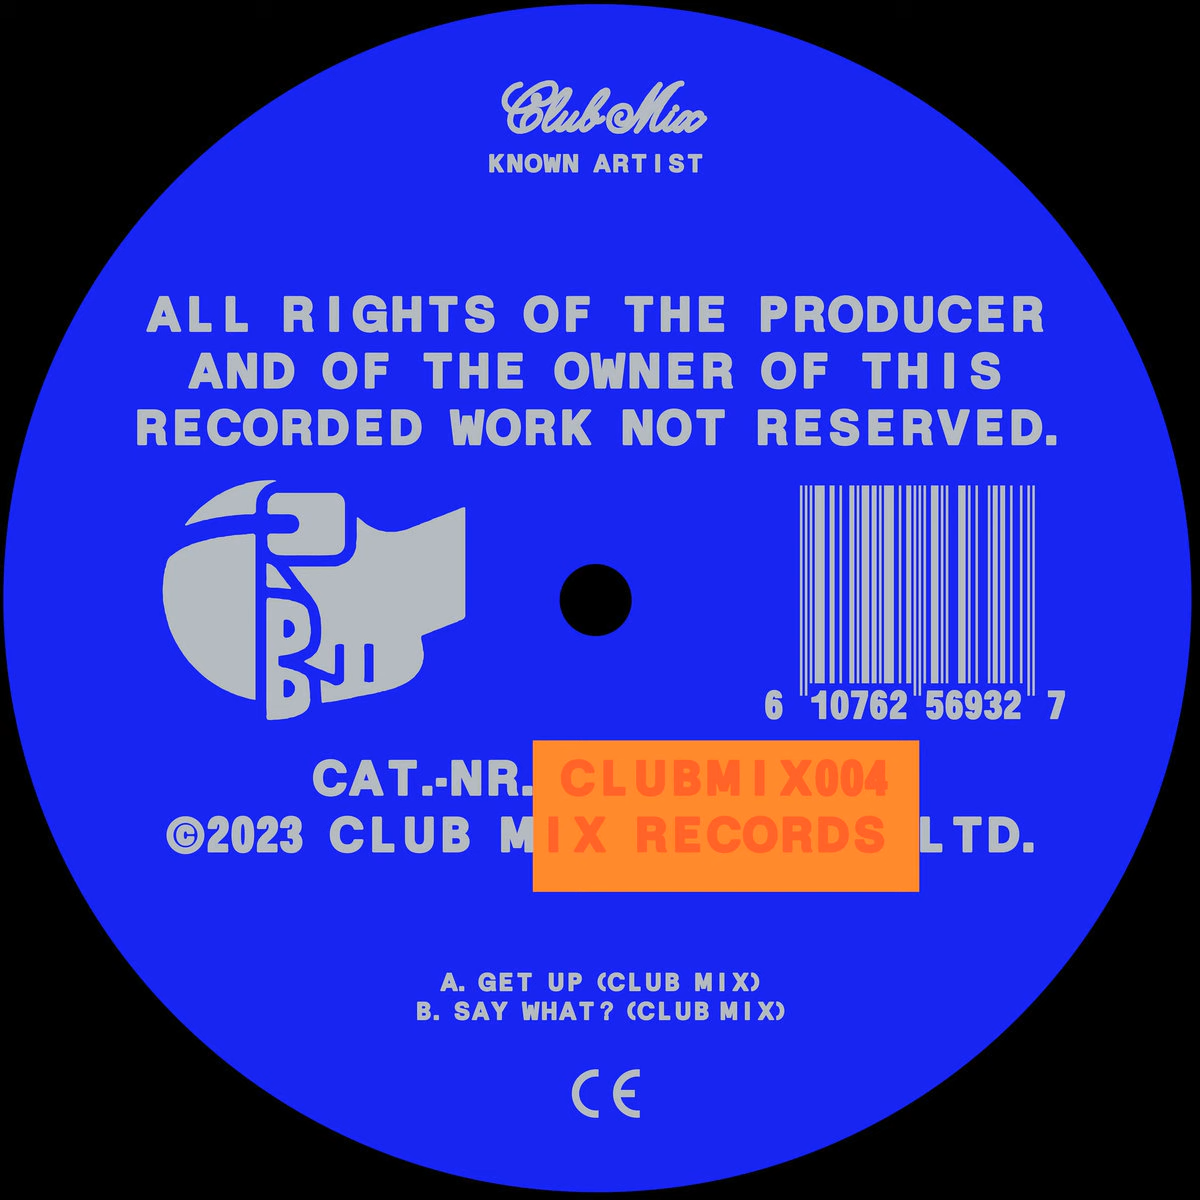 Club Mix
KNOWN ARTIST
ALL RIGHTS OF THE PRODUCER
AND OF THE OWNER OF THIS
RECORDED WORK NOT RESERVED.
6 10762 56932 7
CAT.-NR. CLUBMIX004
©2023 CLUB MIX RECORDS LTD.
A. GET UP (CLUB MIX)
B. SAY WHAT? (CLUB MIX)
CE